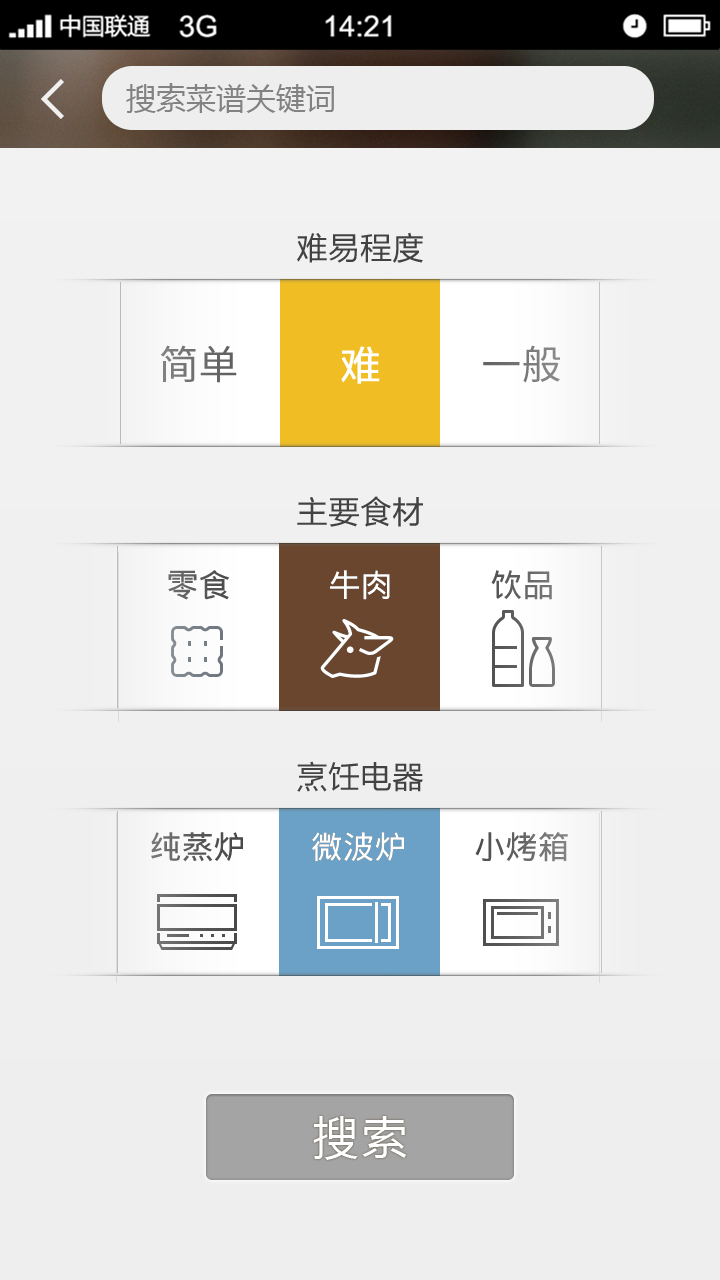 中国联通 3G 14:21
搜索菜谱关键词
难易程度
简单 难 一般
主要食材
零食 牛肉 饮品
烹饪电器
纯蒸炉 微波炉 小烤箱
搜索